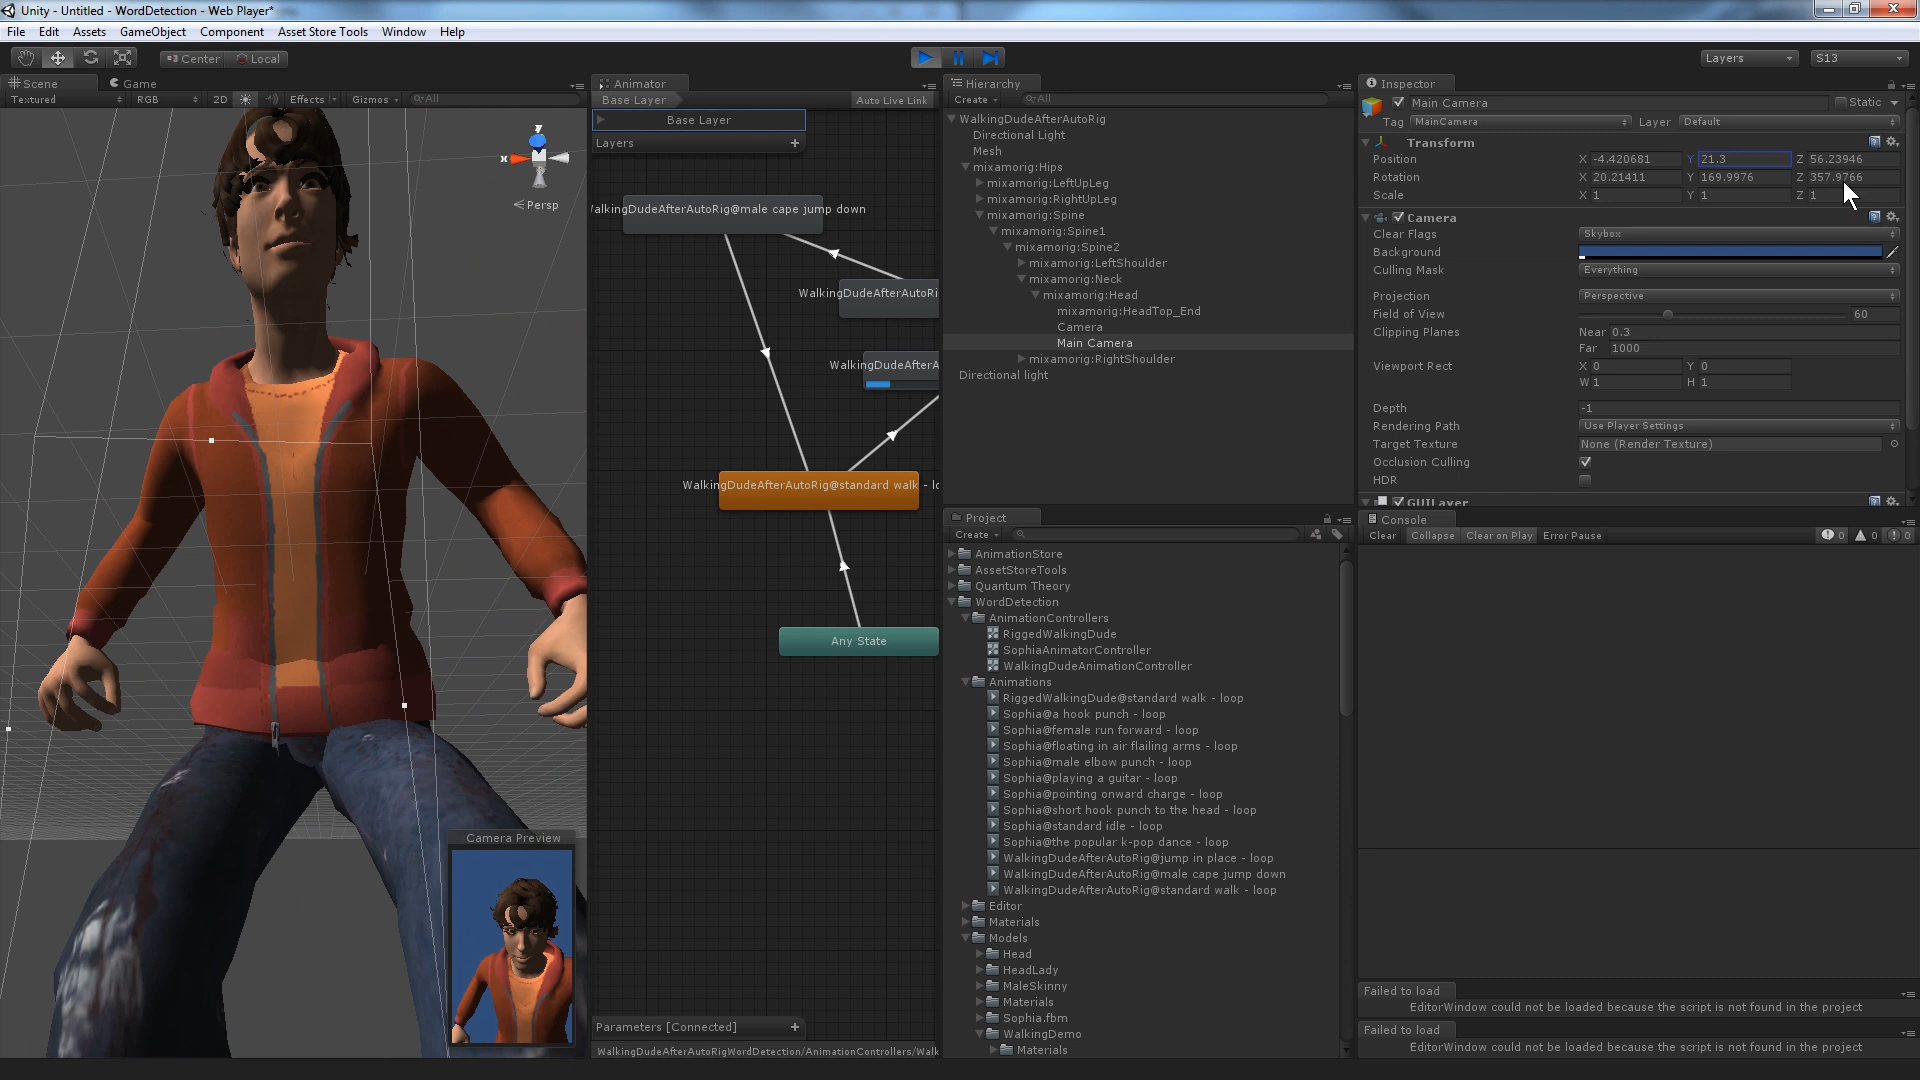 Unity - Untitled - WordDetection - Web Player*
File Edit Assets GameObject Component Asset Store Tools Window Help
Center Local Layers S13
Scene Game
Textured RGB 2D Effects Gizmos All
x Persp
Camera Preview
Animator
Base Layer Auto Live Link
Base Layer
Layers +
alkingDudeAfterAutoRig@male cape jump down
WalkingDudeAfterAutoRi
WalkingDudeAfterA
WalkingDudeAfterAutoRig@standard walk - lo
Any State
Parameters [Connected] +
WalkingDudeAfterAutoRigWordDetection/AnimationControllers/Walk
Hierarchy
Create All
WalkingDudeAfterAutoRig
Directional Light
Mesh
mixamorig:Hips
mixamorig:LeftUpLeg
mixamorig:RightUpLeg
mixamorig:Spine
mixamorig:Spine1
mixamorig:Spine2
mixamorig:LeftShoulder
mixamorig:Neck
mixamorig:Head
mixamorig:HeadTop_End
Camera
Main Camera
mixamorig:RightShoulder
Directional light
Project
Create
AnimationStore
AssetStoreTools
Quantum Theory
WordDetection
AnimationControllers
RiggedWalkingDude
SophiaAnimatorController
WalkingDudeAnimationController
Animations
RiggedWalkingDude@standard walk - loop
Sophia@a hook punch - loop
Sophia@female run forward - loop
Sophia@floating in air flailing arms - loop
Sophia@male elbow punch - loop
Sophia@playing a guitar - loop
Sophia@pointing onward charge - loop
Sophia@short hook punch to the head - loop
Sophia@standard idle - loop
Sophia@the popular k-pop dance - loop
WalkingDudeAfterAutoRig@jump in place - loop
WalkingDudeAfterAutoRig@male cape jump down
WalkingDudeAfterAutoRig@standard walk - loop
Editor
Materials
Models
Head
HeadLady
MaleSkinny
Materials
Sophia.fbm
WalkingDemo
Materials
Inspector
Main Camera Static
Tag MainCamera Layer Default
Transform
Position X -4.420681 Y 21.3 Z 56.23946
Rotation X 20.21411 Y 169.9976 Z 357.9766
Scale X 1 Y 1 Z 1
Camera
Clear Flags Skybox
Background
Culling Mask Everything
Projection Perspective
Field of View 60
Clipping Planes Near 0.3
Far 1000
Viewport Rect X 0 Y 0
W 1 H 1
Depth -1
Rendering Path Use Player Settings
Target Texture None (Render Texture)
Occlusion Culling
HDR
GUILayer
Console
Clear Collapse Clear on Play Error Pause 0 0 0
Failed to load
EditorWindow could not be loaded because the script is not found in the project
Failed to load
EditorWindow could not be loaded because the script is not found in the project